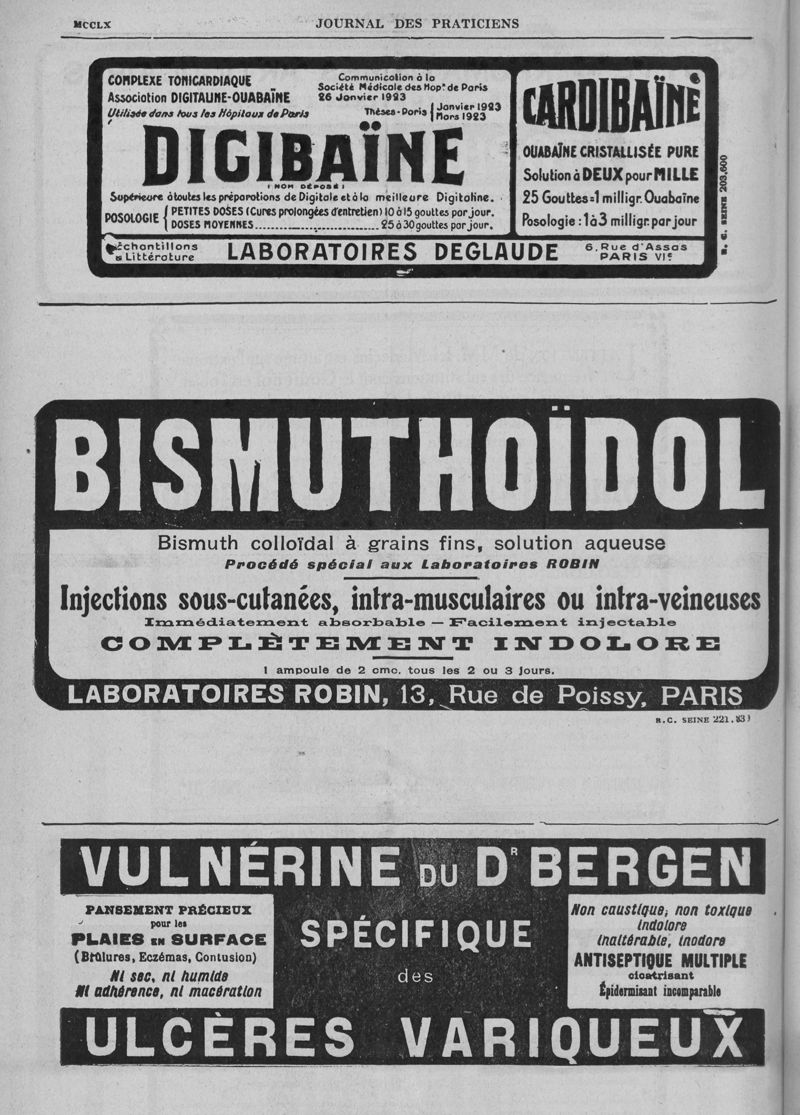 MCCLX
JOURNAL DES PRATICIENS
COMPLEXE TONICARDIAQUE
Association DIGITALINE-OUABAÏNE
Utilisée dans tous les Hôpitaux de Paris
Communication à la
Société Médicale des Hopx de Paris
26 Janvier 1923
Thèses-Paris { Janvier 1923
Mars 1923
DIGIBAÏNE
( NOM DÉPOSÉ )
Supérieure à toutes les préparations de Digitale et à la meilleure Digitaline.
POSOLOGIE { PETITES DOSES (Cures prolongées d'entretien) 10 à 15 gouttes par jour.
DOSES MOYENNES.......................................25 à 30 gouttes par jour.
CARDIBAÏNE
OUABAÏNE CRISTALLISÉE PURE
Solution à DEUX pour MILLE
25 Gouttes=1 milligr. Ouabaïne
Posologie : 1 à 3 milligr. par jour
Échantillons
& Littérature
LABORATOIRES DEGLAUDE
6, Rue d'Assas
PARIS VIe
R. C. SEINE 203,600
BISMUTHOÏDOL
Bismuth colloïdal à grains fins, solution aqueuse
Procédé spécial aux Laboratoires ROBIN
Injections sous-cutanées, intra-musculaires ou intra-veineuses
Immédiatement absorbable — Facilement injectable
COMPLÈTEMENT INDOLORE
1 ampoule de 2 cmc. tous les 2 ou 3 jours.
LABORATOIRES ROBIN, 13, Rue de Poissy, PARIS
R.C. SEINE
VULNÉRINE DU DR BERGEN
PANSEMENT PRÉCIEUX
pour les
PLAIES EN SURFACE
(Brûlures, Eczémas, Contusion)
Ni sec, ni humide
Ni adhérence, ni macération
SPÉCIFIQUE
des
Non caustique, non toxique
indolore
inaltérable, inodore
ANTISEPTIQUE MULTIPLE
cicatrisant
Épidermisant incomparable
ULCÈRES VARIQUEUX